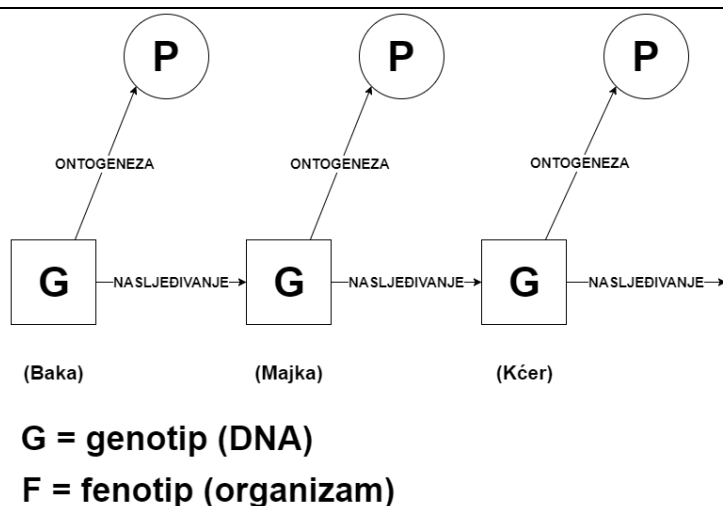 P P P
ONTOGENEZA ONTOGENEZA ONTOGENEZA
G NASLJEĐIVANJE G NASLJEĐIVANJE G NASLJEĐIVANJE
(Baka) (Majka) (Kćer)
G = genotip (DNA)
F = fenotip (organizam)